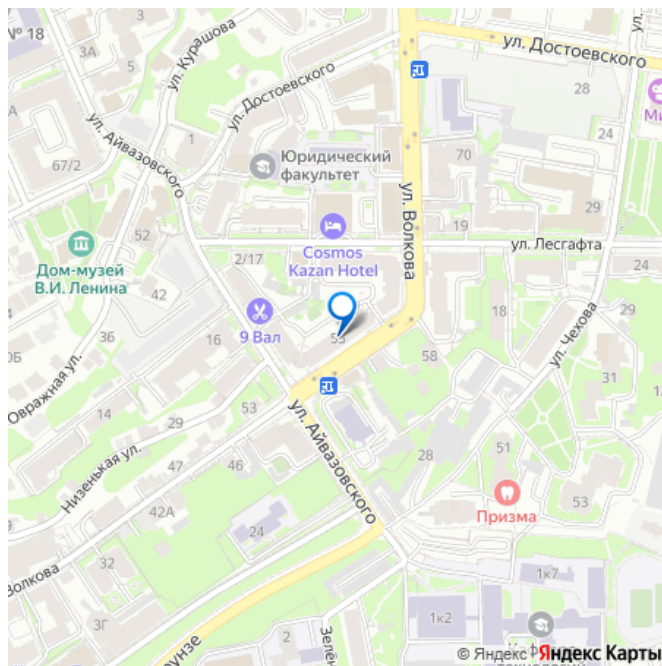 № 18
3А
5
ул. Курашова
ул. Достоевского
28
ул. Достоевского
24
70
67/2
1
ул. Айвазовского
Юридический
факультет
ул. Волкова
29
19
52
Дом-музей
В.И. Ленина
2/17
Cosmos
Kazan Hotel
ул. Лесгафта
24
42
36
9 Вал
16
55
18
29
ул. Чехова
58
Овражная ул.
14
29
53
Низенькая ул.
47
46
ул. Айвазовского
28
51
53
Призма
42А
24
32
Волкова
3Г
2
1к2
1к7
© Яндекс Яндекс Карты